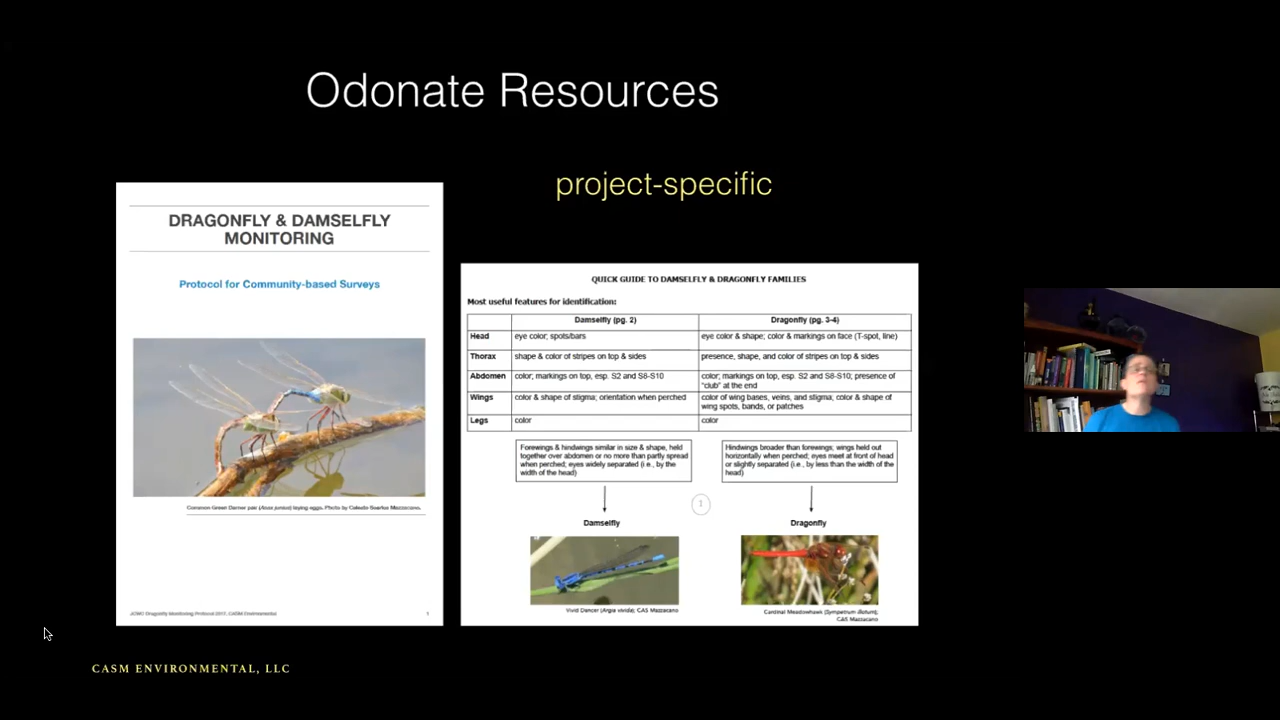 Odonate Resources
project-specific
DRAGONFLY & DAMSELFLY
MONITORING
Protocol for Community-based Surveys
Common Green Darner pair (Anax junius) laying eggs. Photo by Celeste Searles Mazzacano.
Dragonfly Monitoring Protocol 2017; CASM Environmental
1
QUICK GUIDE TO DAMSELFLY & DRAGONFLY FAMILIES
Most useful features for identification:
Damselfly (pg. 2) Dragonfly (pg. 3-4)
Head eye color; spots/bars eye color & shape; color & markings on face (T-spot, line)
Thorax shape & color of stripes on top & sides presence, shape, and color of stripes on top & sides
Abdomen color; markings on top, esp. S2 and S8-S10 color; markings on top, esp. S2 and S8-S10; presence of
"club" at the end
Wings color & shape of stigma; orientation when perched color of wing bases, veins, and stigma; color & shape of
wing spots, bands, or patches
Legs color color
Forewings & hindwings similar in size & shape, held
together over abdomen or no more than partly spread
when perched; eyes widely separated (i.e., by the
width of the head)
Hindwings broader than forewings; wings held out
horizontally when perched; eyes meet at front of head
or slightly separated (i.e., by less than the width of the
head)
1
Damselfly Dragonfly
Vivid Dancer (Argia vivida); CAS Mazzacano
Cardinal Meadowhawk (Sympetrum illotum);
CAS Mazzacano
CASM ENVIRONMENTAL, LLC